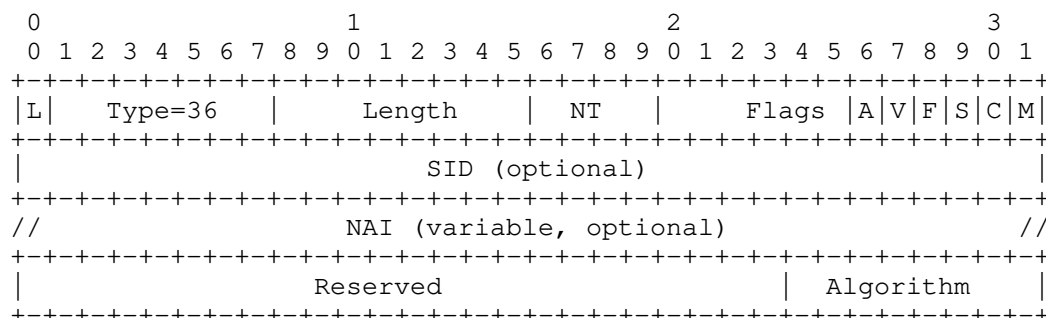 0                   1                   2                   3
 0 1 2 3 4 5 6 7 8 9 0 1 2 3 4 5 6 7 8 9 0 1 2 3 4 5 6 7 8 9 0 1
+-+-+-+-+-+-+-+-+-+-+-+-+-+-+-+-+-+-+-+-+-+-+-+-+-+-+-+-+-+-+-+-+
|L|   Type=36   |     Length    |  NT   |     Flags |A|V|F|S|C|M|
+-+-+-+-+-+-+-+-+-+-+-+-+-+-+-+-+-+-+-+-+-+-+-+-+-+-+-+-+-+-+-+-+
|                         SID (optional)                        |
+-+-+-+-+-+-+-+-+-+-+-+-+-+-+-+-+-+-+-+-+-+-+-+-+-+-+-+-+-+-+-+-+
//                   NAI (variable, optional)                  //
+-+-+-+-+-+-+-+-+-+-+-+-+-+-+-+-+-+-+-+-+-+-+-+-+-+-+-+-+-+-+-+-+
|                  Reserved                     |  Algorithm    |
+-+-+-+-+-+-+-+-+-+-+-+-+-+-+-+-+-+-+-+-+-+-+-+-+-+-+-+-+-+-+-+-+